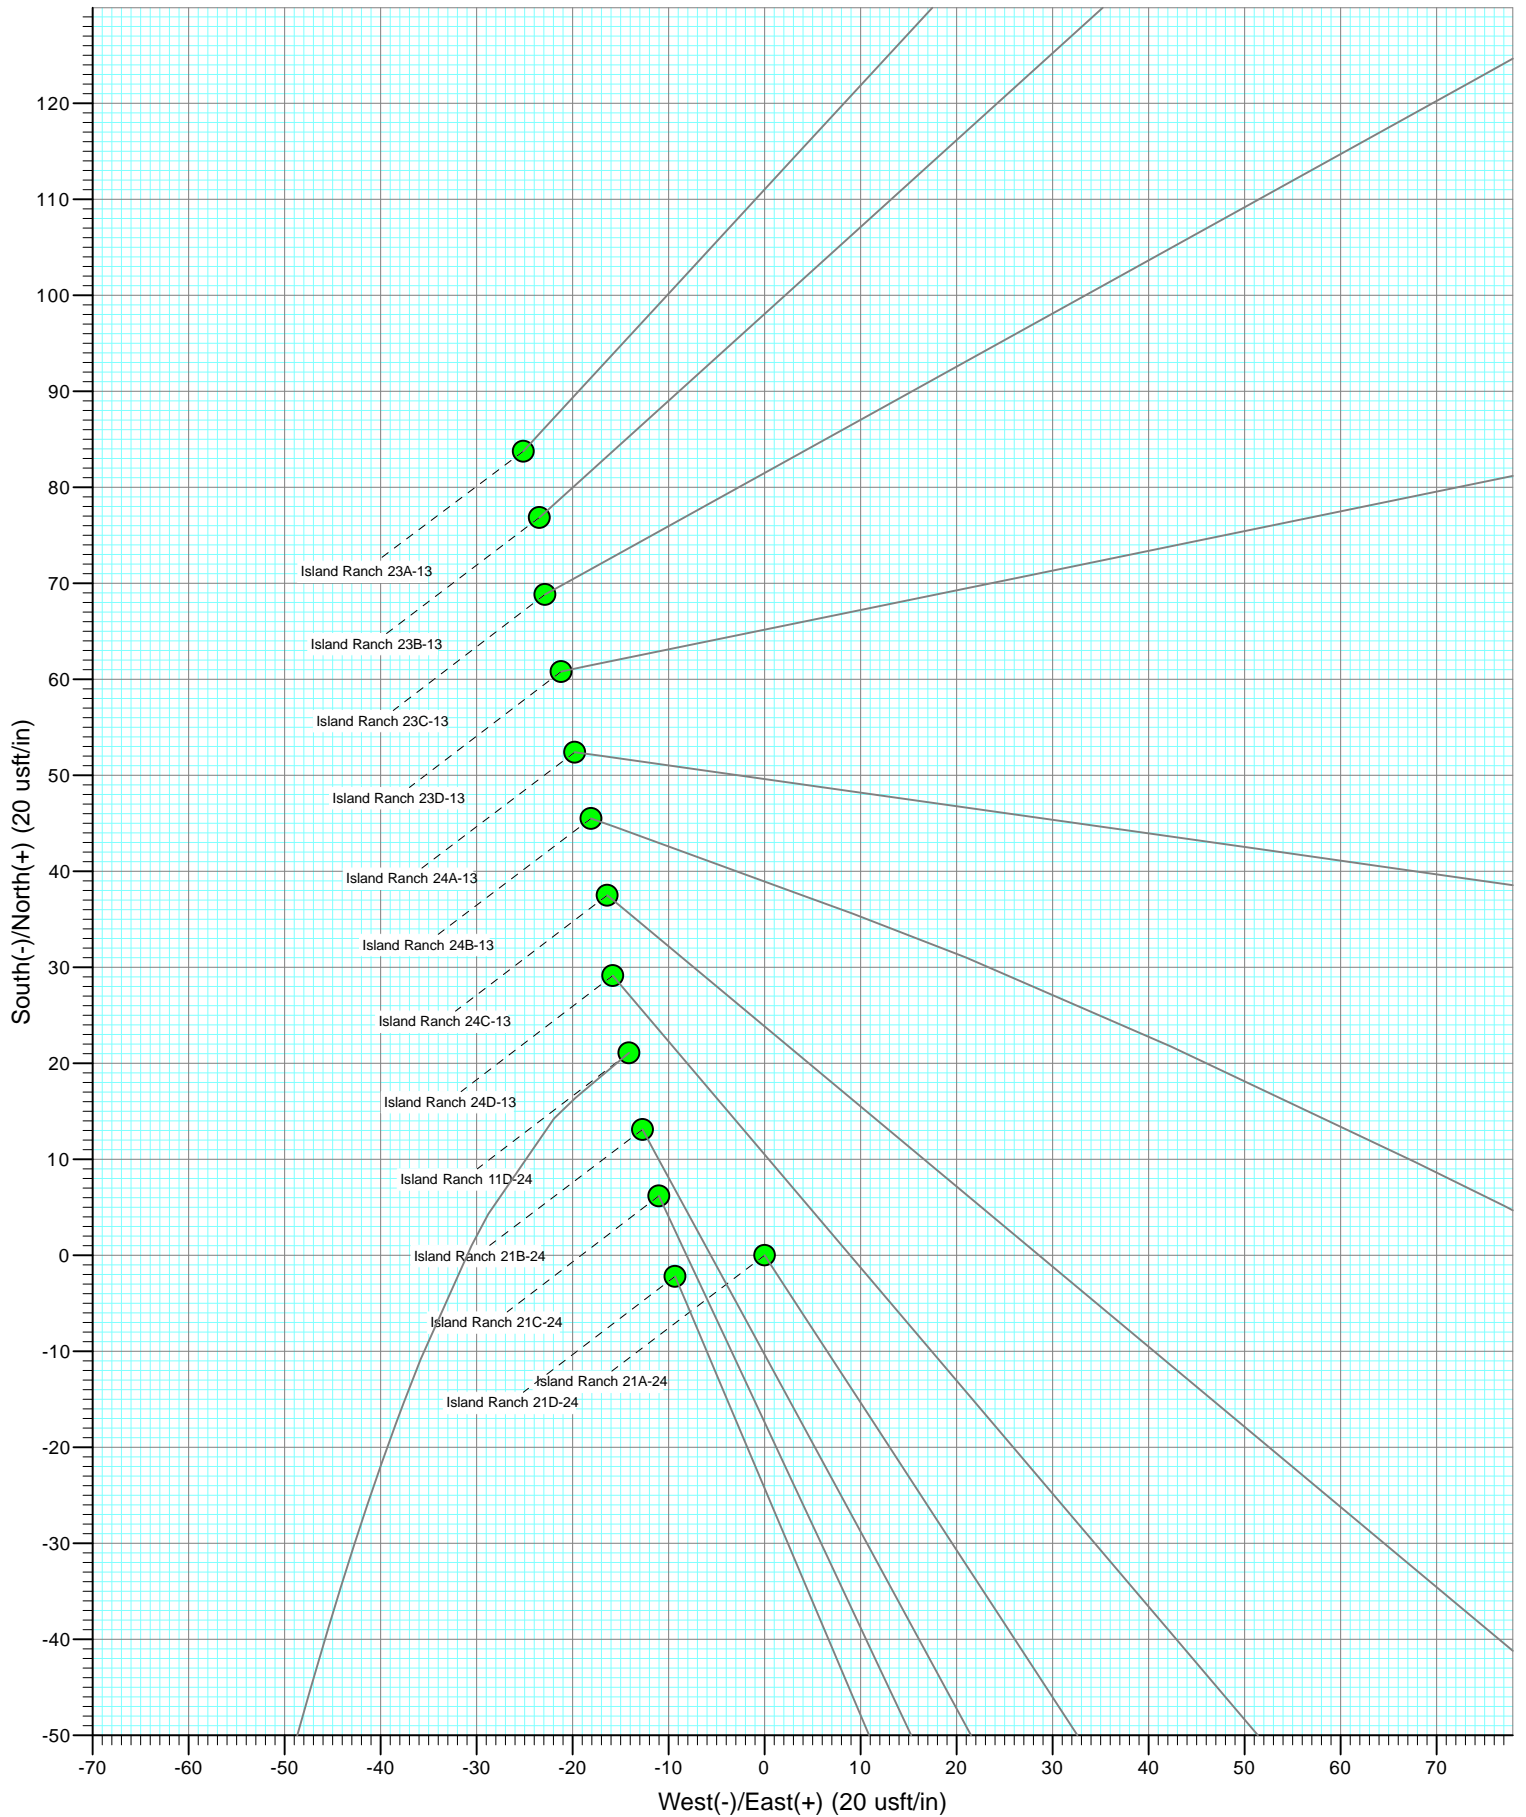 120
110
100
90
80
70
60
50
40
30
20
10
0
-10
-20
-30
-40
-50
South(-)/North(+) (20 usft/in)
Island Ranch 23A-13
Island Ranch 23B-13
Island Ranch 23C-13
Island Ranch 23D-13
Island Ranch 24A-13
Island Ranch 24B-13
Island Ranch 24C-13
Island Ranch 24D-13
Island Ranch 11D-24
Island Ranch 21B-24
Island Ranch 21C-24
Island Ranch 21A-24
Island Ranch 21D-24
-70 -60 -50 -40 -30 -20 -10 0 10 20 30 40 50 60 70
West(-)/East(+) (20 usft/in)